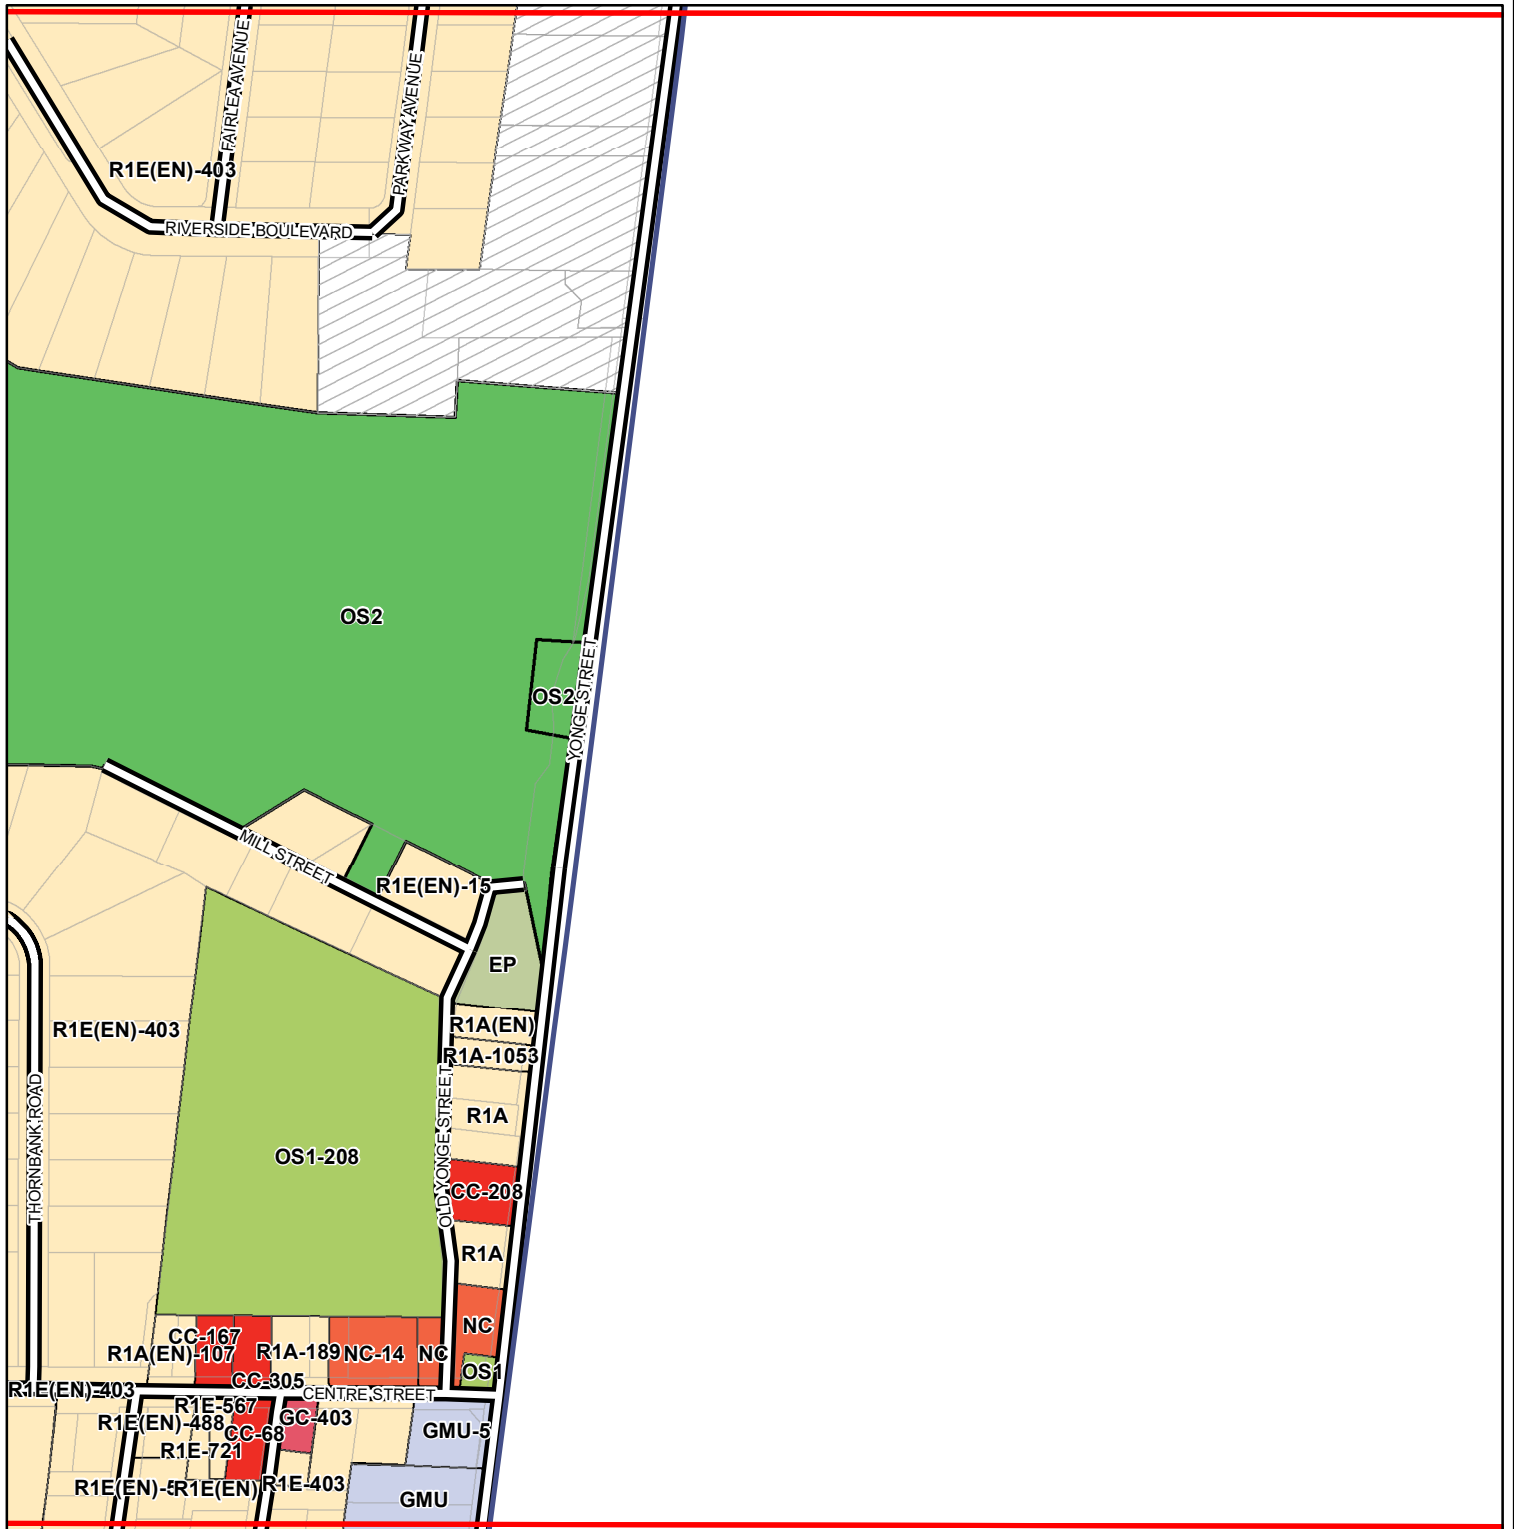 FAIRLEA AVENUE
PARKWAY AVENUE
R1E(EN)-403
RIVERSIDE BOULEVARD
OS2
OS2
YONGE STREET
MILL STREET
R1E(EN)-15
EP
R1A(EN)
R1E(EN)-403
R1A-1053
THORNBANK ROAD
OLD YONGE STREET
R1A
OS1-208
CC-208
R1A
NC
CC-167
R1A(EN)-107
R1A-189
NC-14
NC
OS1
CC-305
R1E(EN)-403
CENTRE STREET
R1E-567
GC-403
R1E(EN)-488
CC-68
GMU-5
R1E-721
R1E(EN)
R1E-403
GMU